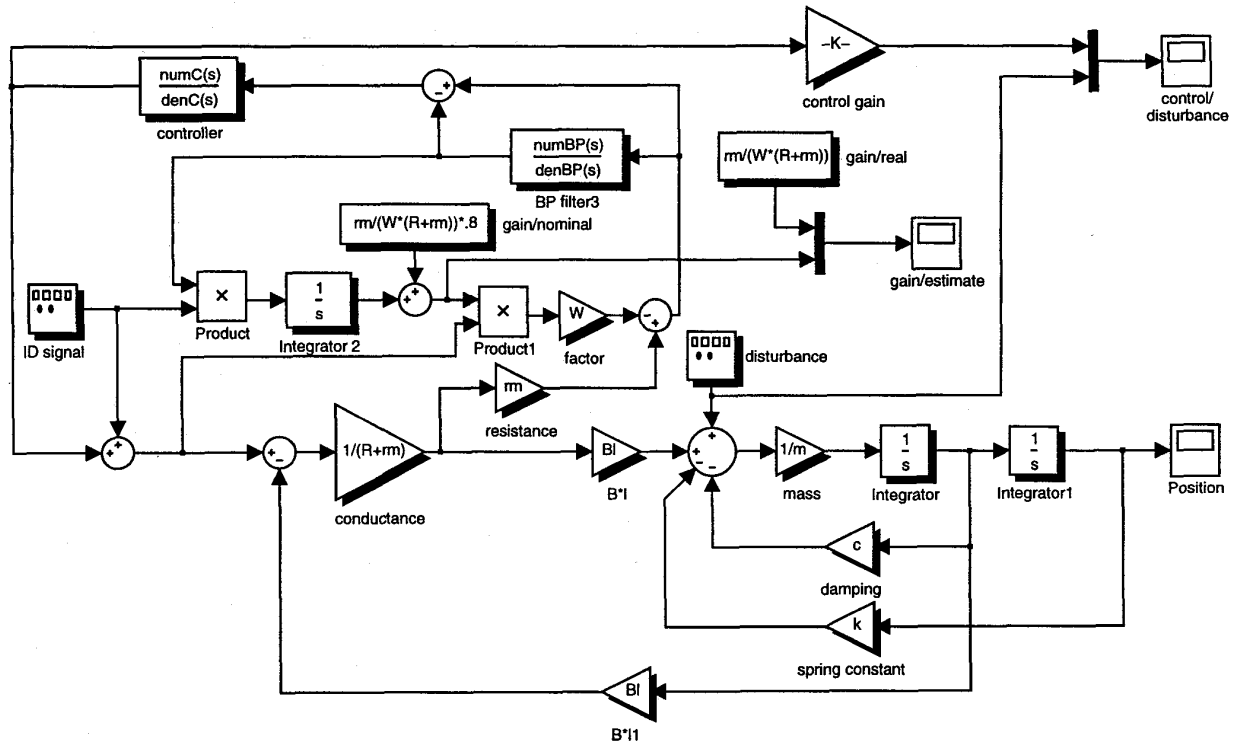 -K-
control gain
control/
disturbance
numC(s)
denC(s)
controller
- +
numBP(s)
denBP(s)
BP filter3
rm/(W*(R+rm))
gain/real
rm/(W*(R+rm))*.8
gain/nominal
gain/estimate
ID signal
×
Product
1
s
Integrator 2
+ +
×
Product1
W
factor
- +
disturbance
rm
resistance
+ +
+ -
1/(R+rm)
conductance
Bl
B*l
+
+ - -
1/m
mass
1
s
Integrator
1
s
Integrator1
Position
c
damping
k
spring constant
Bl
B*l1